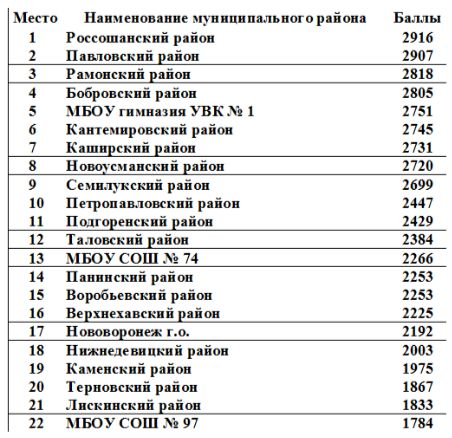 Место Наименование муниципального района Баллы
1 Россошанский район 2916
2 Павловский район 2907
3 Рамонский район 2818
4 Бобровский район 2805
5 МБОУ гимназия УВК № 1 2751
6 Кантемировский район 2745
7 Каширский район 2731
8 Новоусманский район 2720
9 Семилукский район 2699
10 Петропавловский район 2447
11 Подгоренский район 2429
12 Таловский район 2384
13 МБОУ СОШ № 74 2266
14 Панинский район 2253
15 Воробьевский район 2253
16 Верхнехавский район 2225
17 Нововоронеж г.о. 2192
18 Нижнедевицкий район 2003
19 Каменский район 1975
20 Терновский район 1867
21 Лискинский район 1833
22 МБОУ СОШ № 97 1784